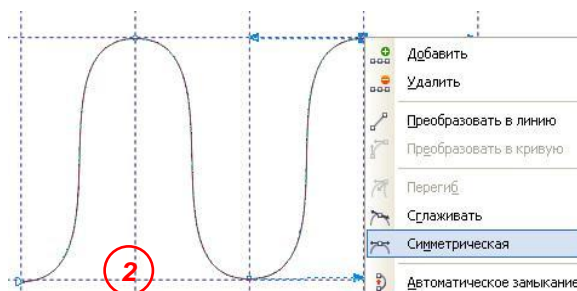 Добавить
Удалить
Преобразовать в линию
Преобразовать в кривую
Перегиб
Сглаживать
Симметрическая
2
Автоматическое замыкание